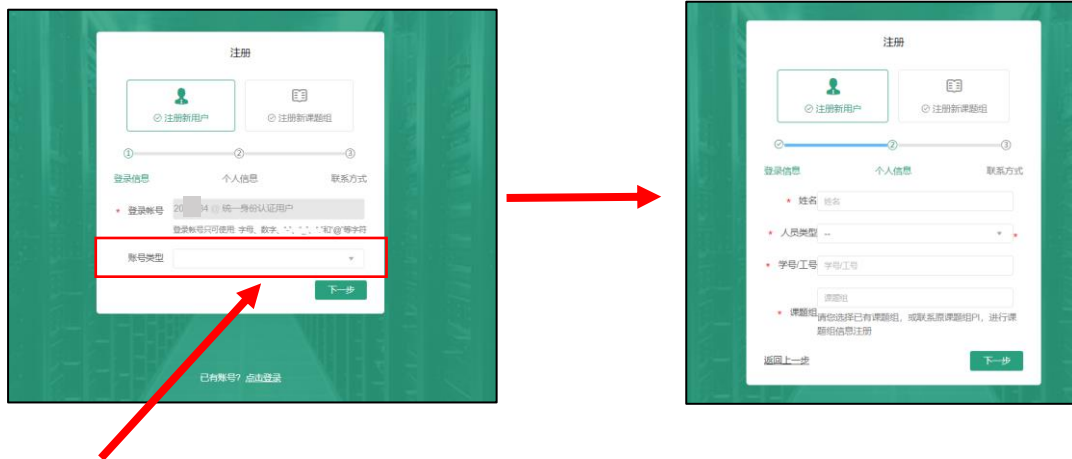 注册
注册新用户
注册新课题组
① ② ③
登录信息 个人信息 联系方式
* 登录帐号 20 34 @ 统一身份认证用户
登录帐号只可使用 字母、数字、"-"、"_"、"."和"@"等字符
账号类型
下一步
已有账号? 点击登录
注册
注册新用户
注册新课题组
② ③
登录信息 个人信息 联系方式
* 姓名 姓名
* 人员类型 -- *
* 学号/工号 学号/工号
课题组
* 课题组
请您选择已有课题组，或联系原课题组PI，进行课
题组信息注册
返回上一步 下一步